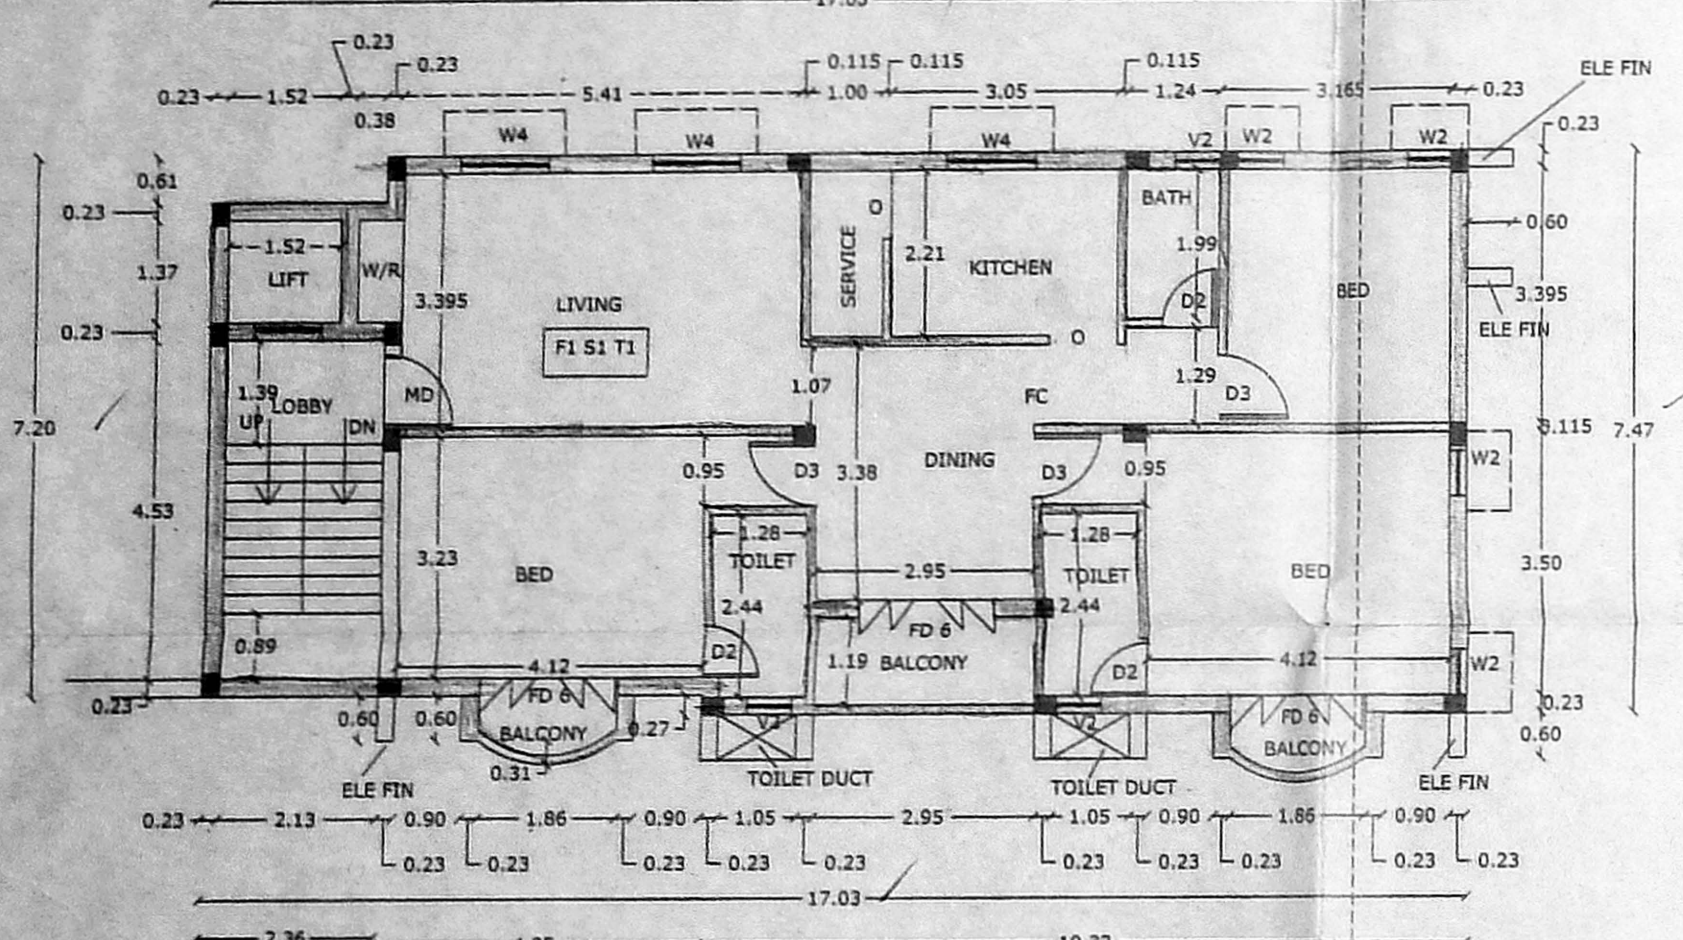 17.03
0.23
0.23
0.115 0.115 0.115
ELE FIN
0.23 1.52 5.41 1.00 3.05 1.24 3.165 0.23
0.38
0.23
W4 W4 W4 V2 W2 W2
0.61
0.23
BATH
O
0.60
1.52
1.37
LIFT
W/R
SERVICE
2.21
KITCHEN
1.99
3.395
LIVING
D2
BED
3.395
ELE FIN
0.23
F1 S1 T1
O
1.39
LOBBY
MD
1.07
FC
1.29
D3
UP
DN
7.20
0.115
7.47
0.95
D3
3.38
DINING
D3
0.95
W2
4.53
1.28
1.28
3.23
BED
TOILET
2.95
TOILET
BED
3.50
2.44
2.44
FD 6
0.89
D2
1.19 BALCONY
D2
W2
4.12
4.12
0.23
FD 6
FD 6
0.23
0.60 0.60
BALCONY
0.27
V2
V2
BALCONY
0.60
0.31
TOILET DUCT
TOILET DUCT
ELE FIN
ELE FIN
0.23 2.13 0.90 1.86 0.90 1.05 2.95 1.05 0.90 1.86 0.90
0.23 0.23 0.23 0.23 0.23 0.23 0.23 0.23 0.23 0.23
17.03
2.36